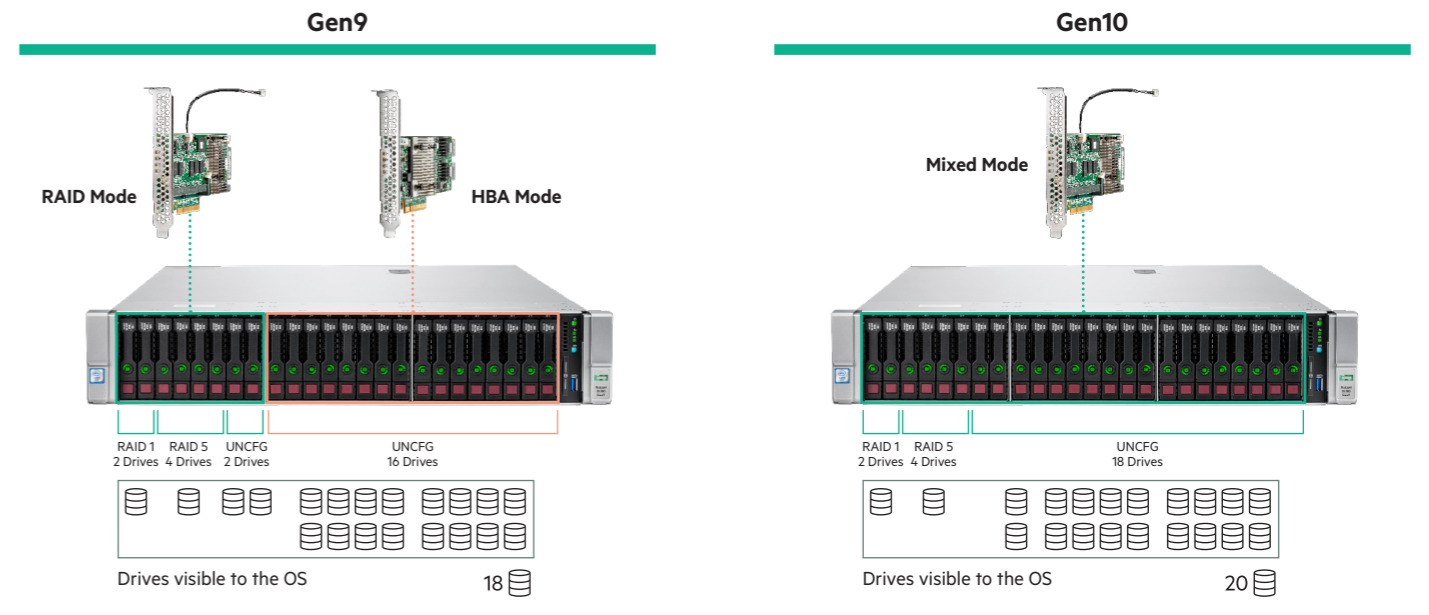 Gen9
RAID Mode
HBA Mode
RAID 1
2 Drives
RAID 5
4 Drives
UNCFG
2 Drives
UNCFG
16 Drives
Drives visible to the OS
18
Gen10
Mixed Mode
RAID 1
2 Drives
RAID 5
4 Drives
UNCFG
18 Drives
Drives visible to the OS
20